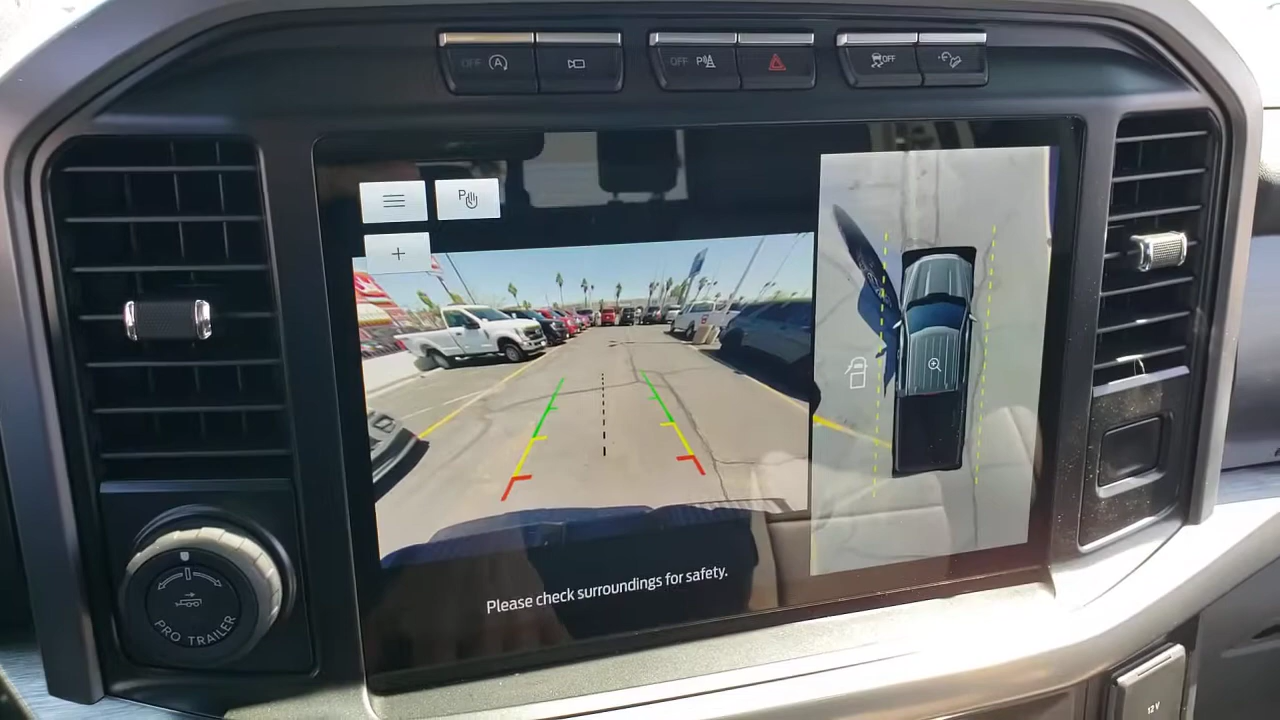 OFF
OFF P
OFF
P
Please check surroundings for safety.
PRO TRAILER
12V